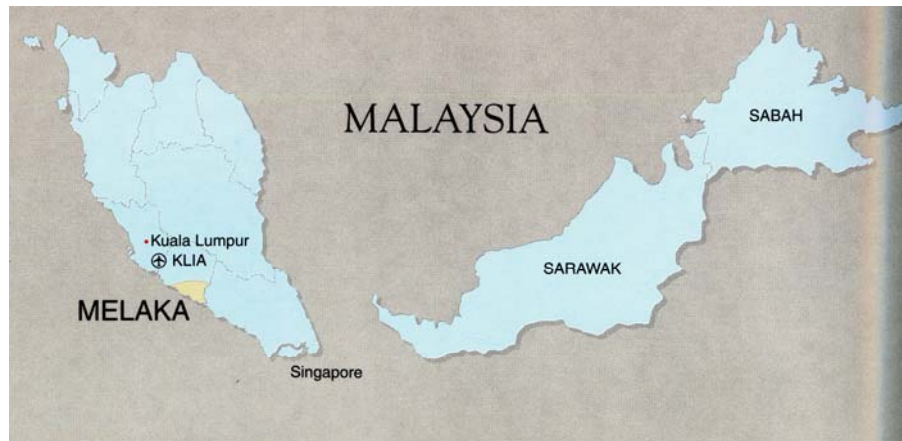 MALAYSIA
SABAH
Kuala Lumpur
KLIA
SARAWAK
MELAKA
Singapore